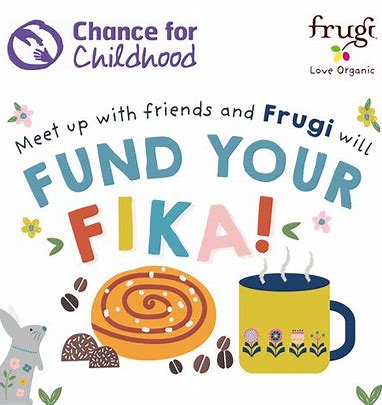 Chance for
Childhood
frugi
Love Organic
Meet up with friends and Frugi will
FUND YOUR
FIKA!